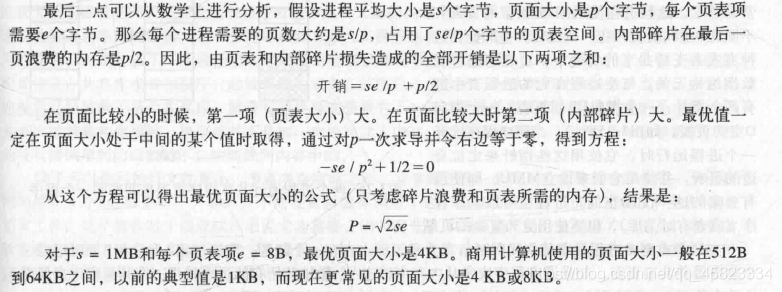 最后一点可以从数学上进行分析，假设进程平均大小是s个字节，页面大小是p个字节，每个页表项
需要e个字节。那么每个进程需要的页数大约是s/p，占用了se/p个字节的页表空间。内部碎片在最后一
页浪费的内存是p/2。因此，由页表和内部碎片损失造成的全部开销是以下两项之和：
开销=se/p +p/2
在页面比较小的时候，第一项（页表大小）大。在页面比较大时第二项（内部碎片）大。最优值一
定在页面大小处于中间的某个值时取得，通过对p一次求导并令右边等于零，得到方程：
−se / p²+1/2 = 0
从这个方程可以得出最优页面大小的公式（只考虑碎片浪费和页表所需的内存），结果是：
P=√2se
对于s = 1MB和每个页表项e = 8B，最优页面大小是4KB。商用计算机使用的页面大小一般在512B
到64KB之间，以前的典型值是1KB，而现在更常见的页面大小是4 KB或8KB。